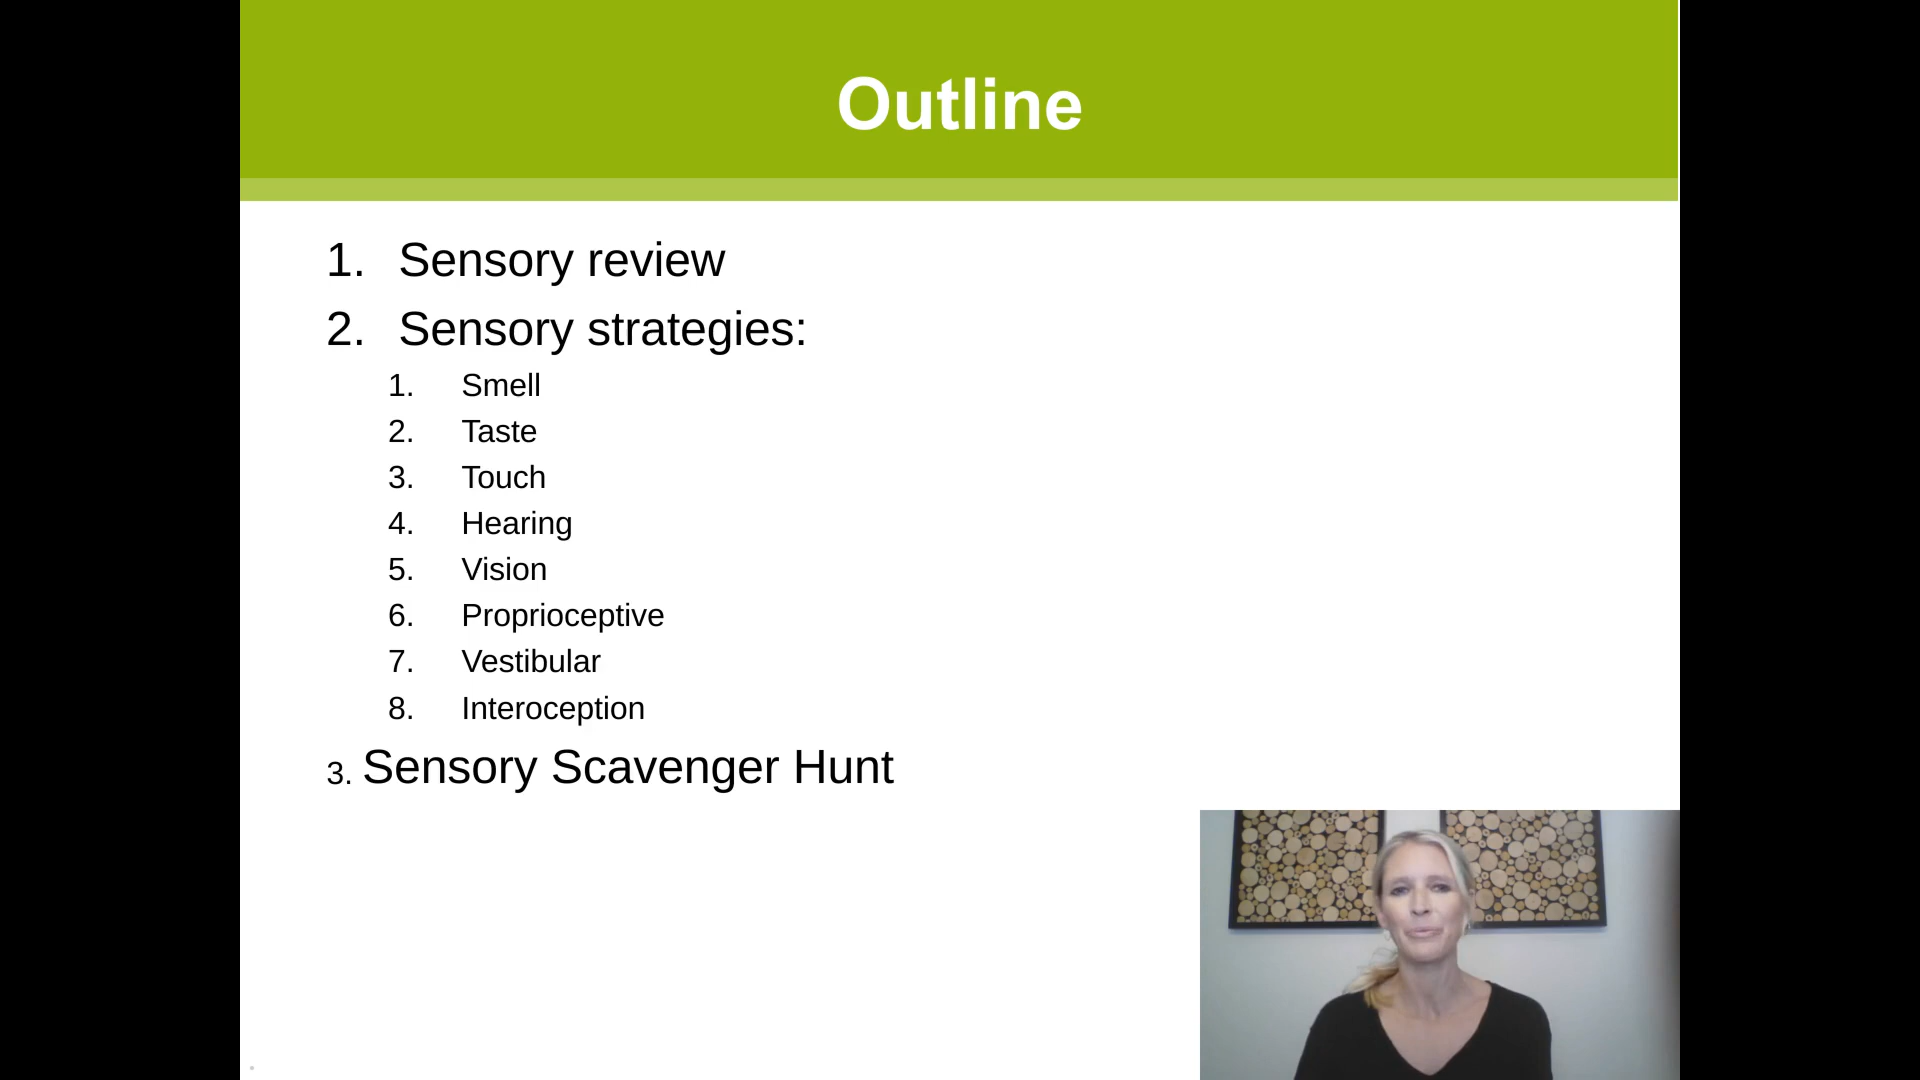 Outline
1. Sensory review
2. Sensory strategies:
1. Smell
2. Taste
3. Touch
4. Hearing
5. Vision
6. Proprioceptive
7. Vestibular
8. Interoception
3. Sensory Scavenger Hunt